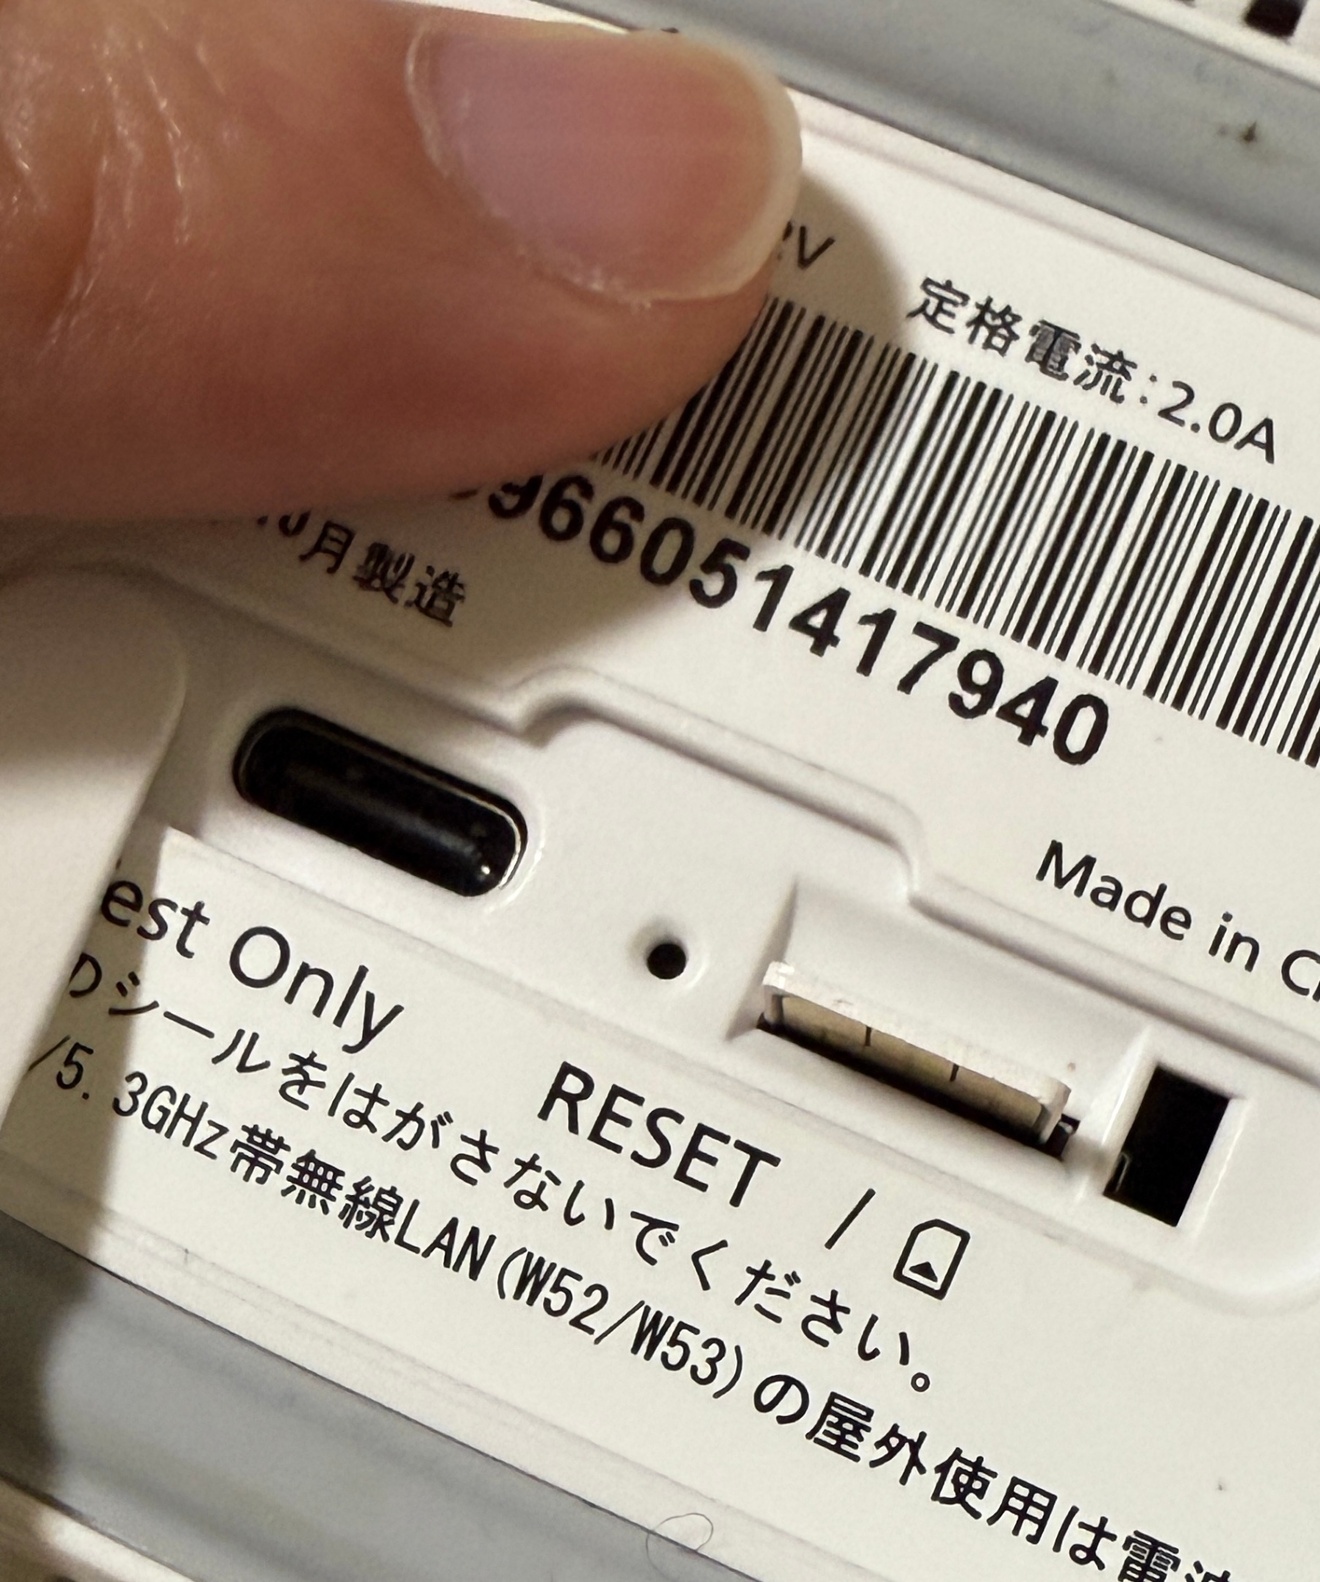 定格電流:2.0A
966051417940
月製造
Made in
est Only
のシールをはがさないでください。
RESET /
/5.3GHz帯無線LAN(W52/W53)の屋外使用は電波